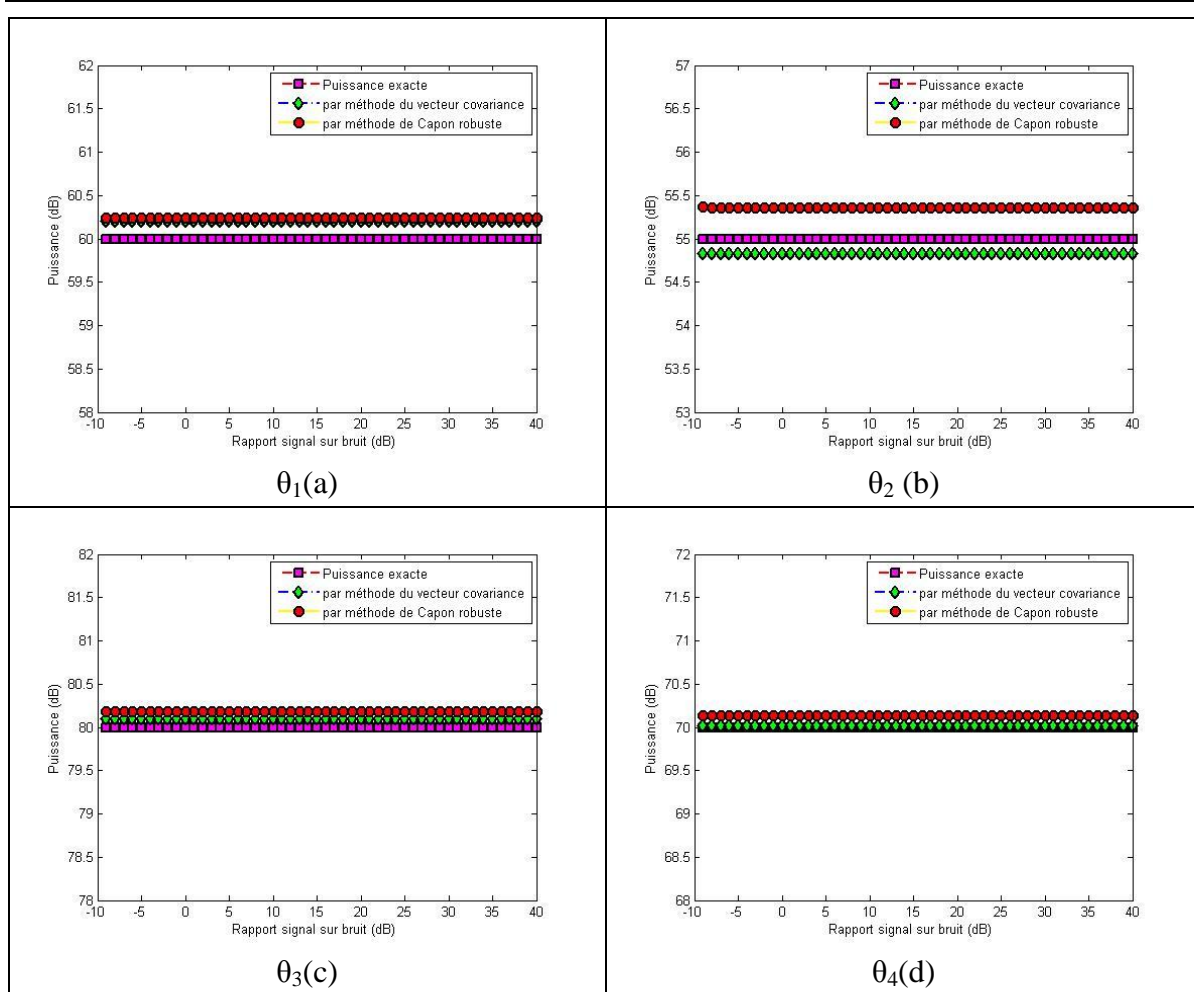 62
61.5
61
60.5
60
59.5
59
58.5
58
Puissance (dB)
-10 -5 0 5 10 15 20 25 30 35 40
Rapport signal sur bruit (dB)
Puissance exacte
par méthode du vecteur covariance
par méthode de Capon robuste
θ₁(a)
57
56.5
56
55.5
55
54.5
54
53.5
53
Puissance (dB)
-10 -5 0 5 10 15 20 25 30 35 40
Rapport signal sur bruit (dB)
Puissance exacte
par méthode du vecteur covariance
par méthode de Capon robuste
θ₂ (b)
82
81.5
81
80.5
80
79.5
79
78.5
78
Puissance (dB)
-10 -5 0 5 10 15 20 25 30 35 40
Rapport signal sur bruit (dB)
Puissance exacte
par méthode du vecteur covariance
par méthode de Capon robuste
θ₃(c)
72
71.5
71
70.5
70
69.5
69
68.5
68
Puissance (dB)
-10 -5 0 5 10 15 20 25 30 35 40
Rapport signal sur bruit (dB)
Puissance exacte
par méthode du vecteur covariance
par méthode de Capon robuste
θ₄(d)